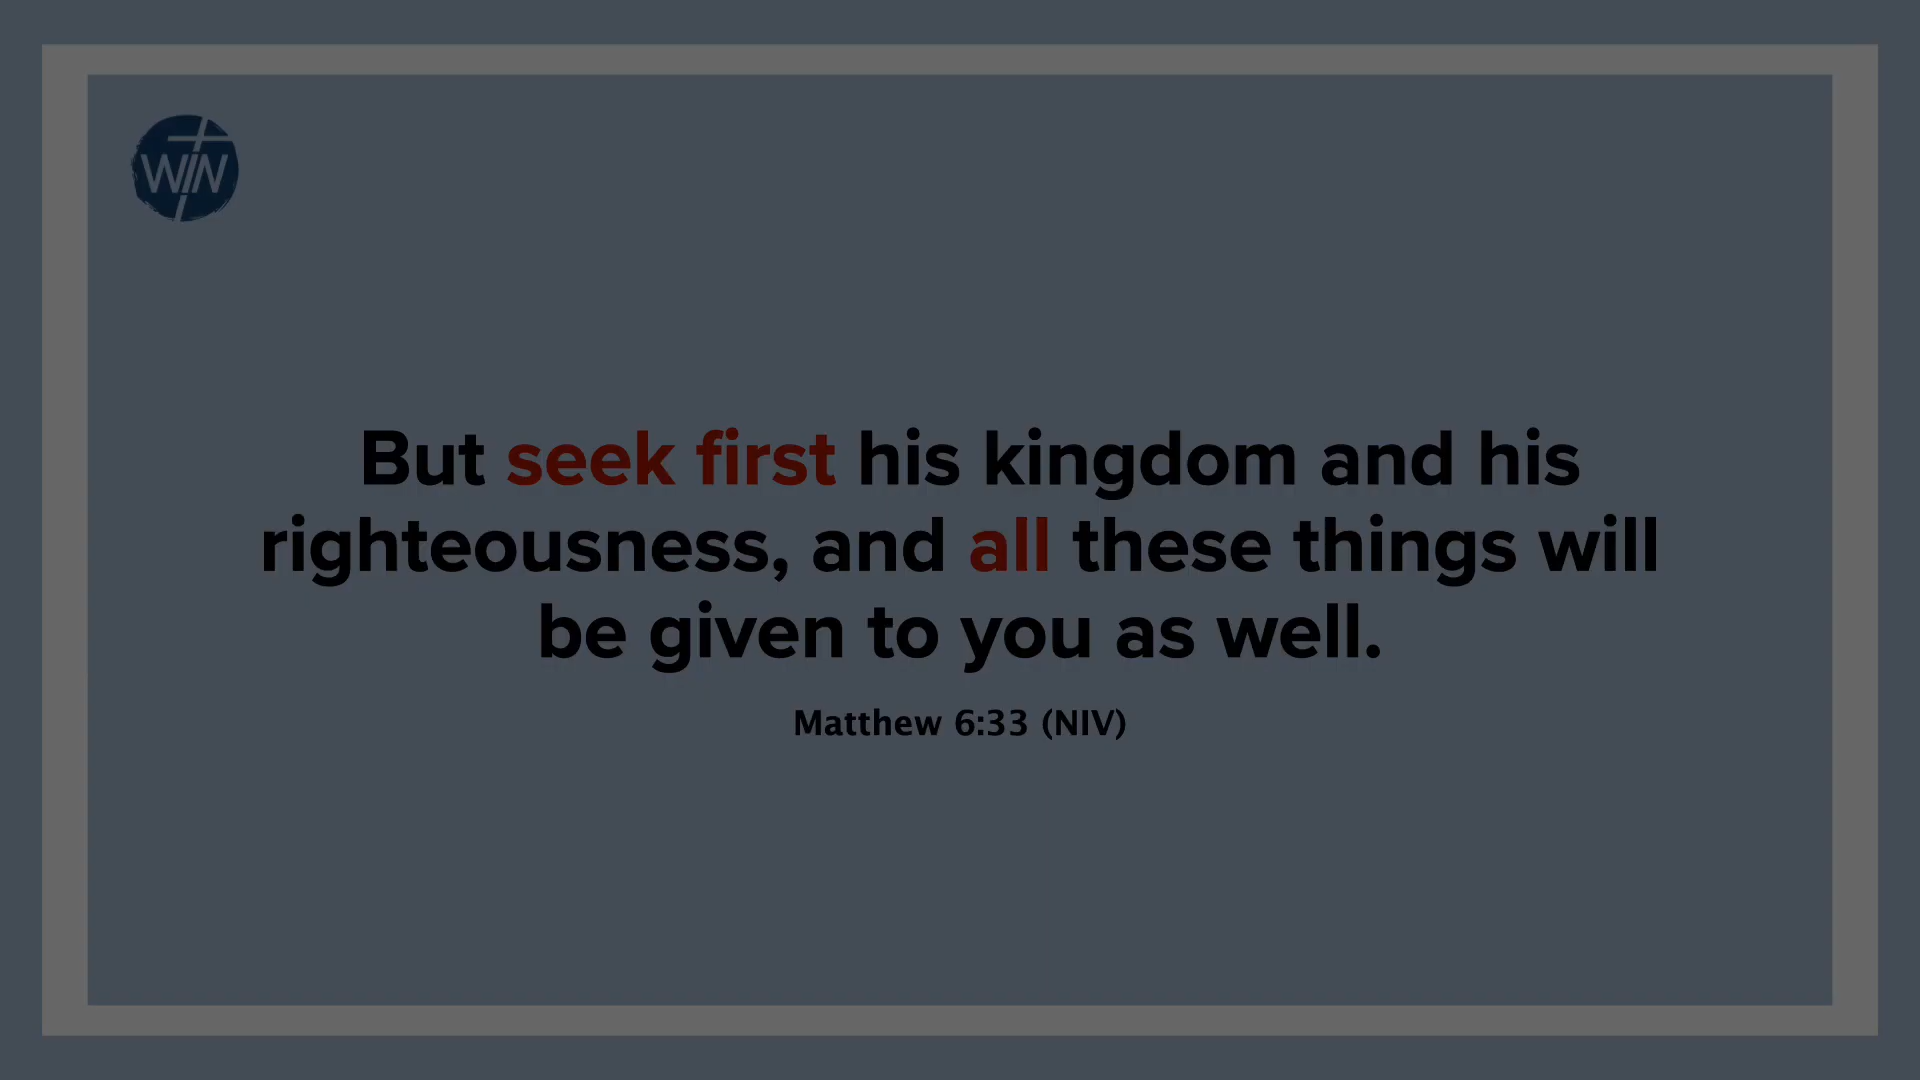 WIN
But seek first his kingdom and his
righteousness, and all these things will
be given to you as well.
Matthew 6:33 (NIV)